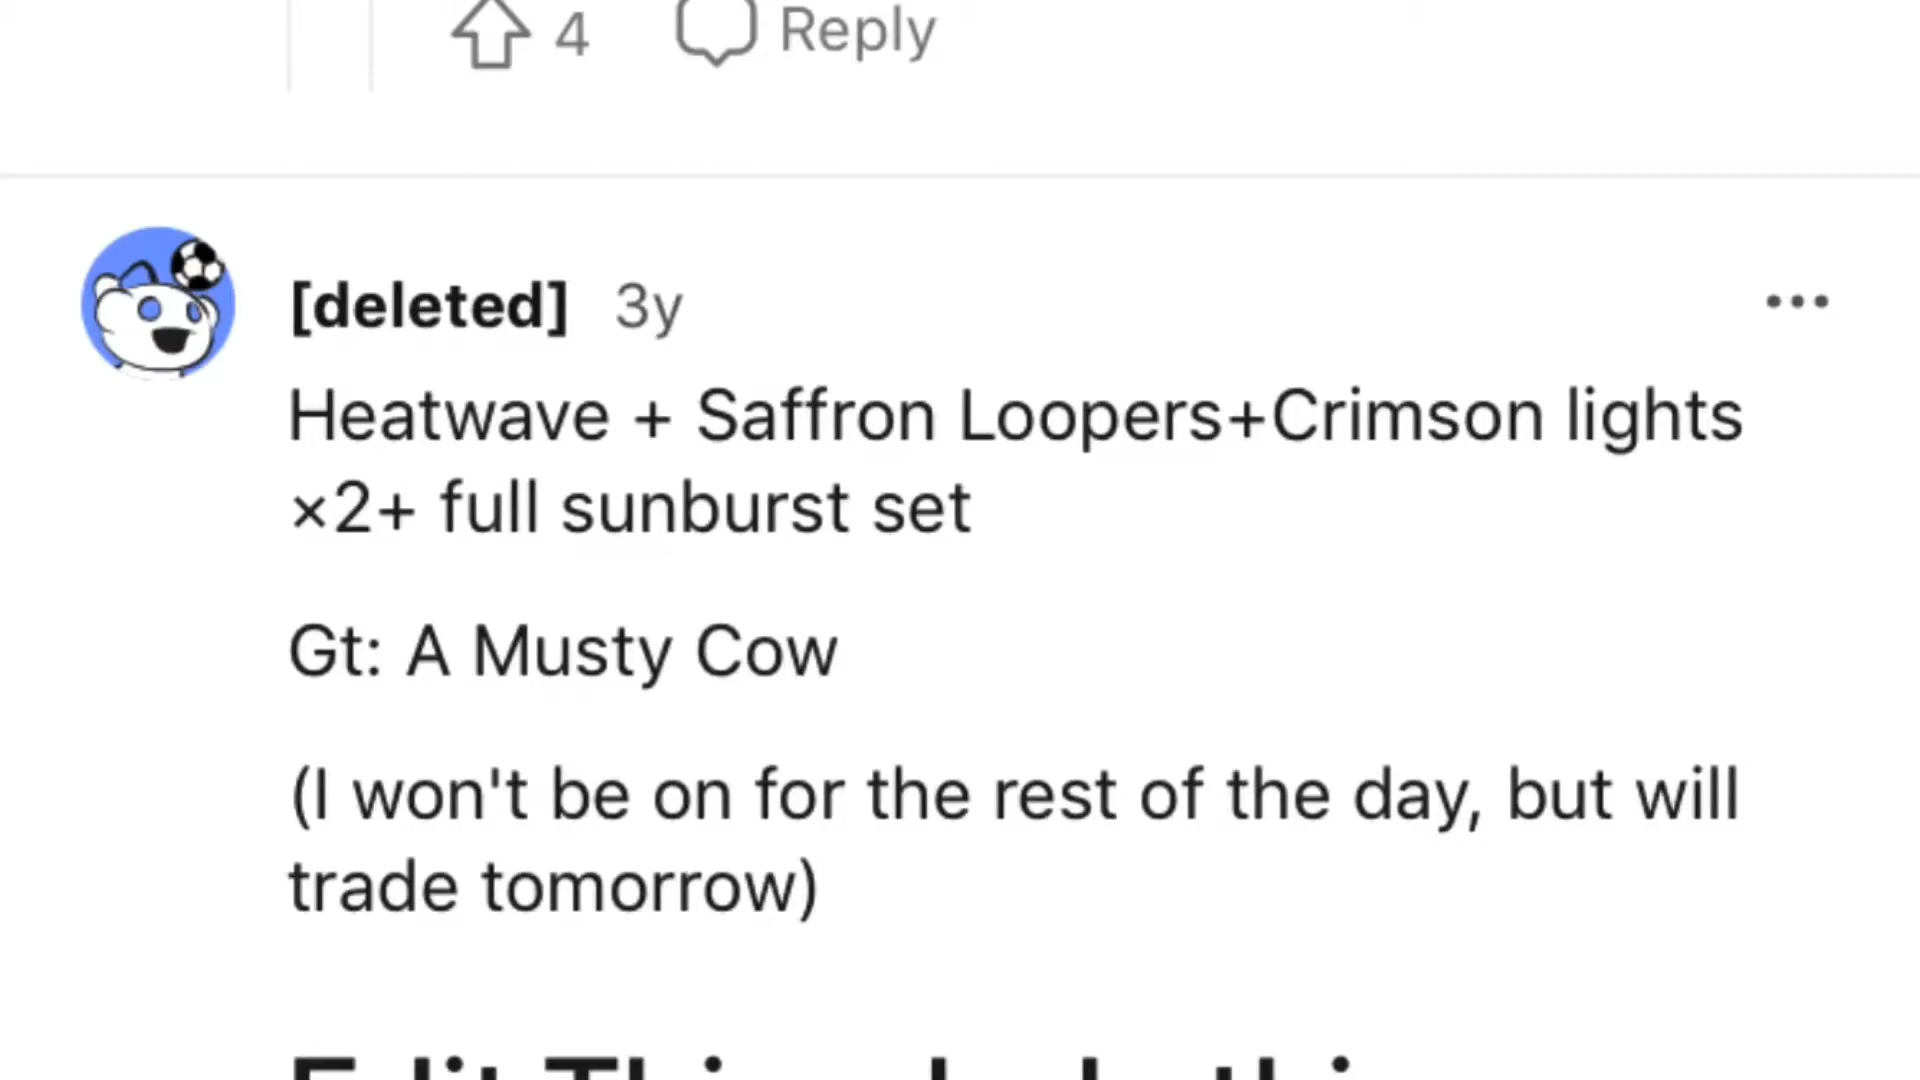 4 Reply
[deleted] 3y
Heatwave + Saffron Loopers+Crimson lights
×2+ full sunburst set
Gt: A Musty Cow
(I won't be on for the rest of the day, but will
trade tomorrow)
Edit